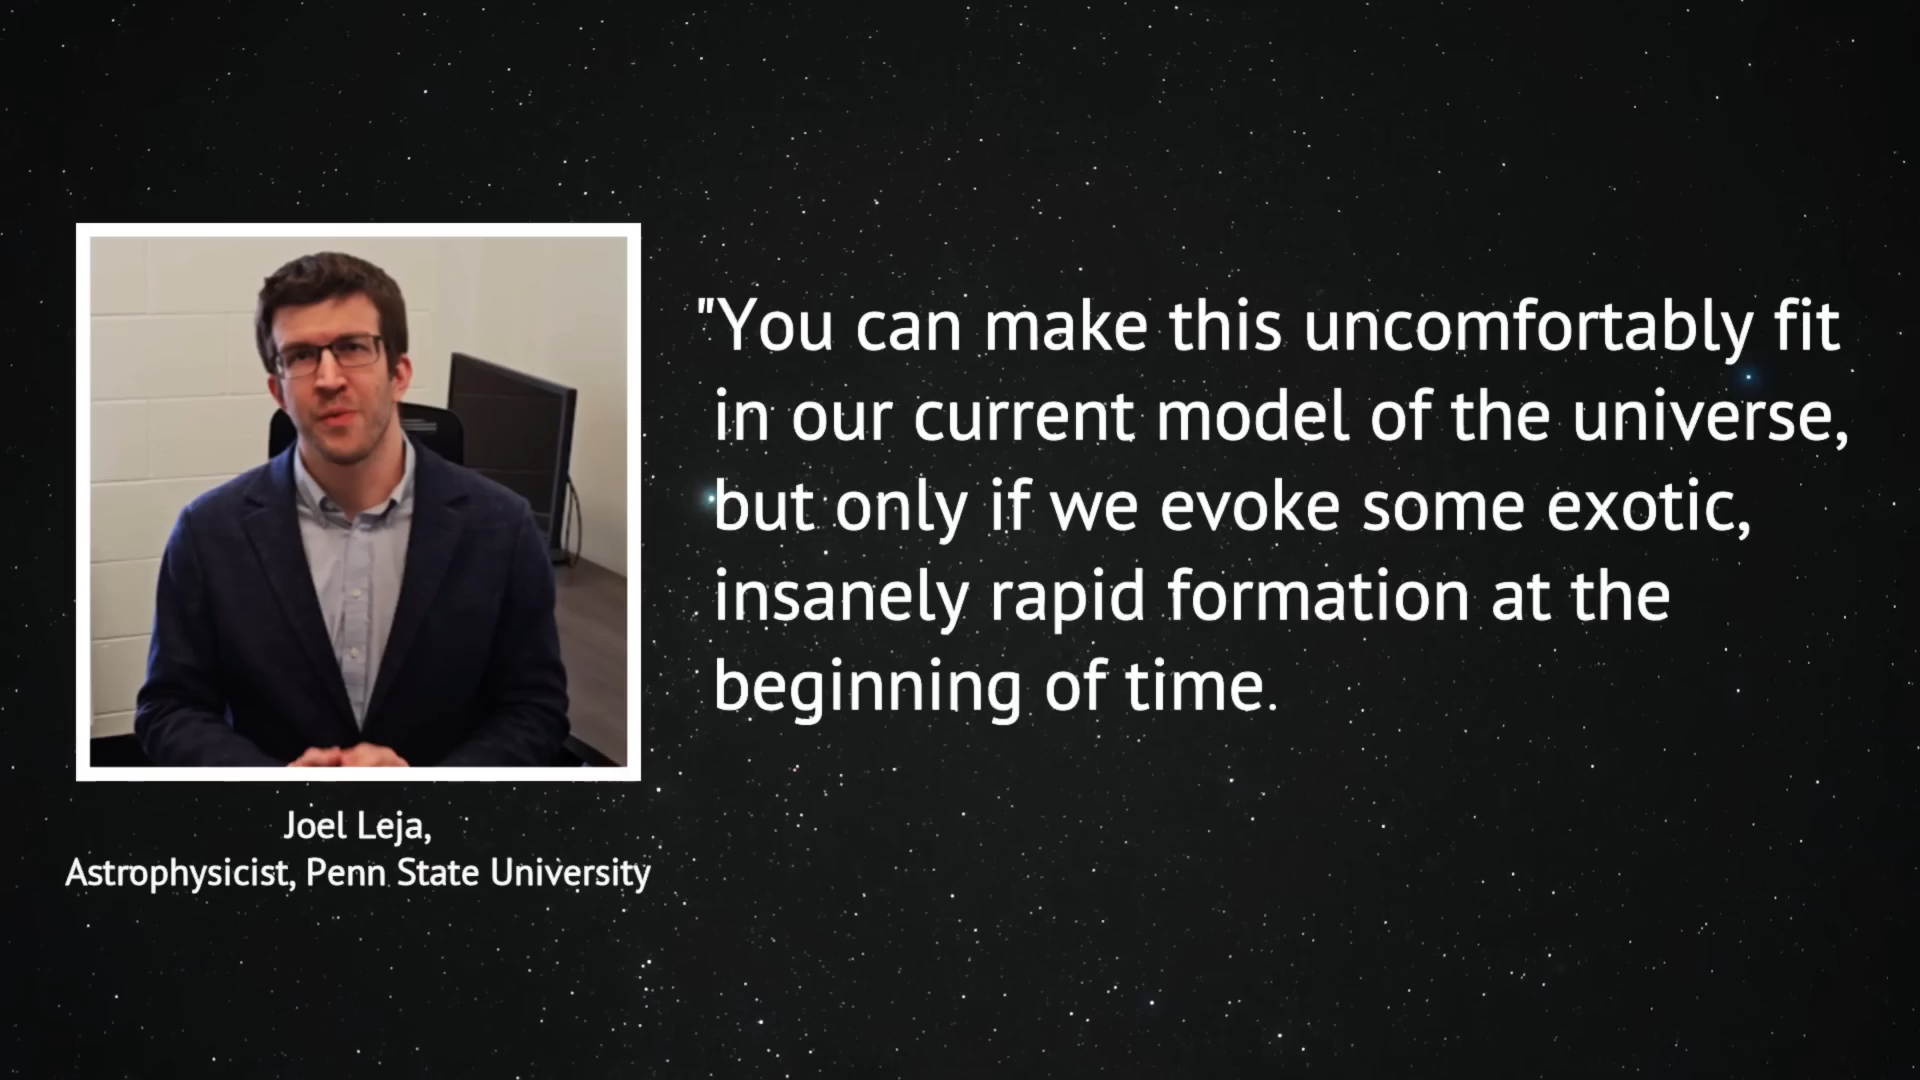 "You can make this uncomfortably fit
in our current model of the universe,
but only if we evoke some exotic,
insanely rapid formation at the
beginning of time.
Joel Leja,
Astrophysicist, Penn State University